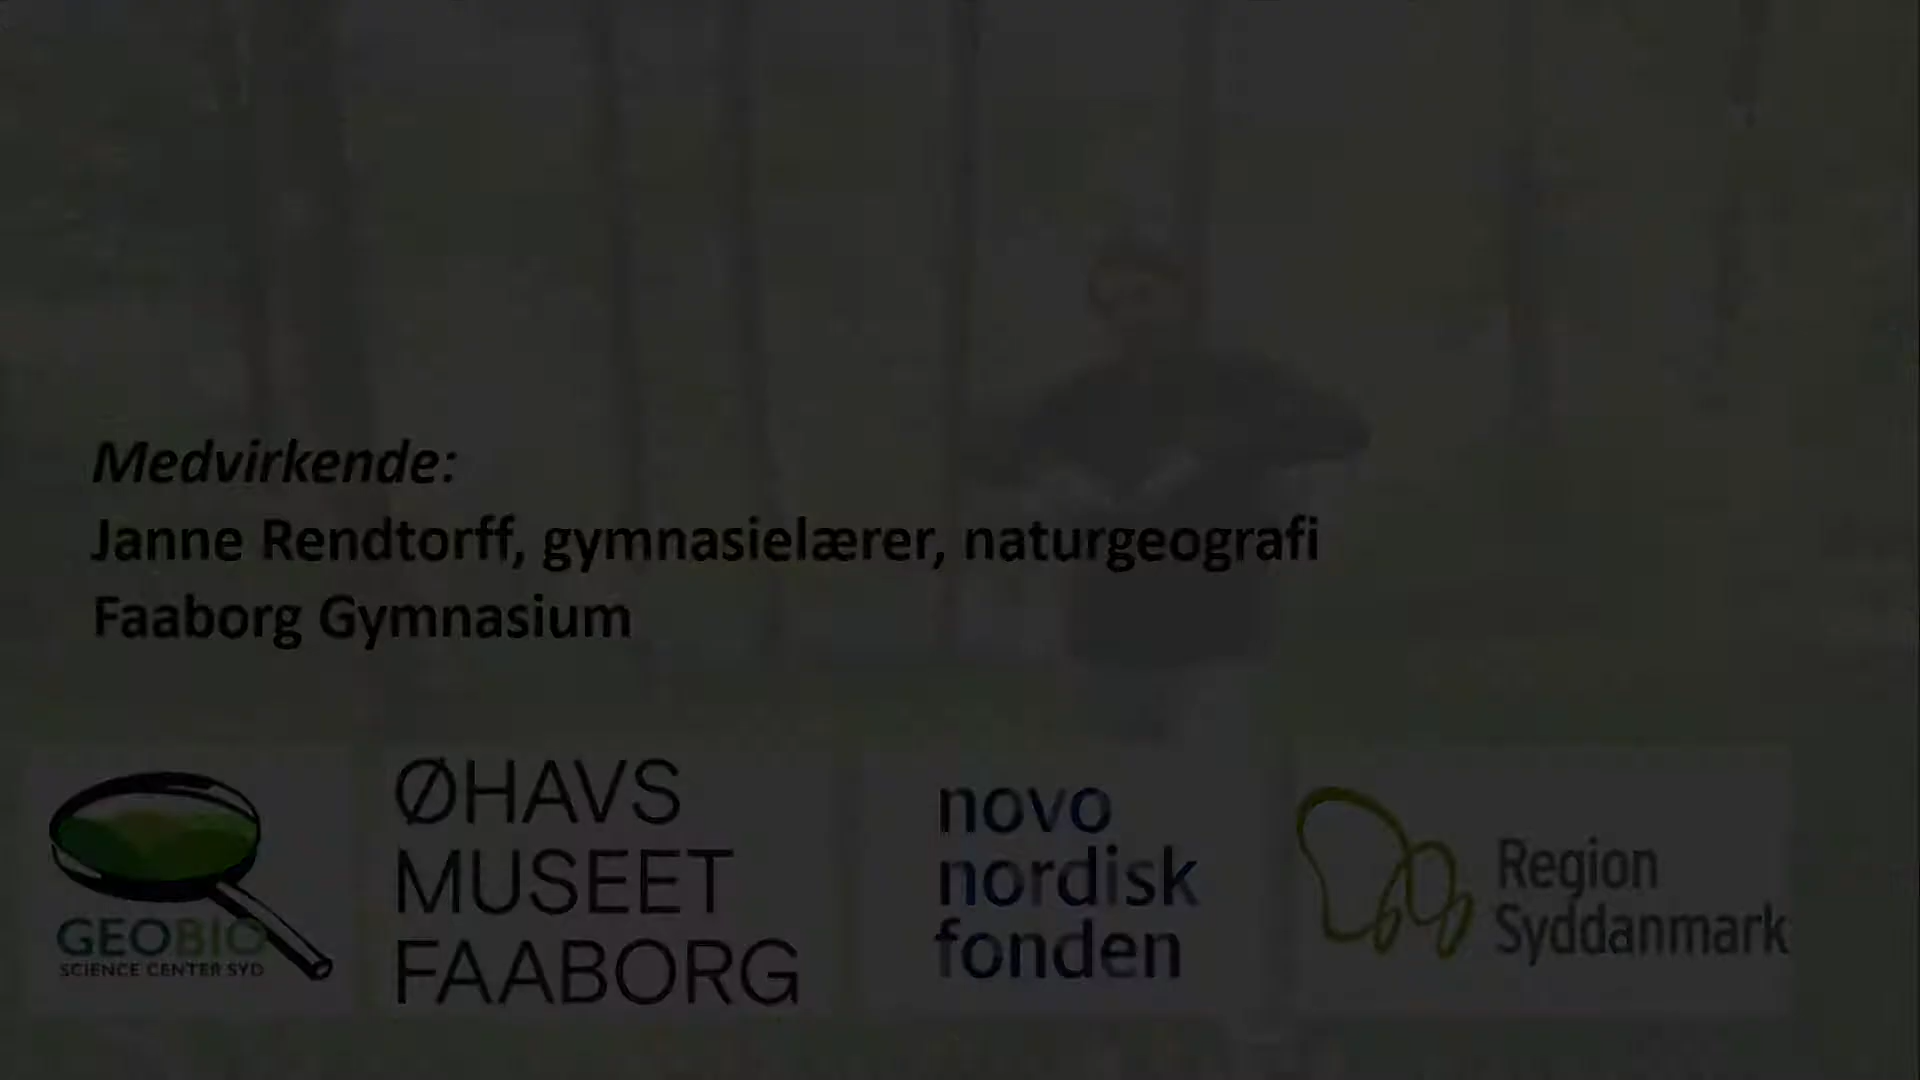 Medvirkende:
Janne Rendtorff, gymnasielærer, naturgeografi
Faaborg Gymnasium
GEOBIO
SCIENCE CENTER SYD
ØHAVS
MUSEET
FAABORG
novo
nordisk
fonden
Region
Syddanmark